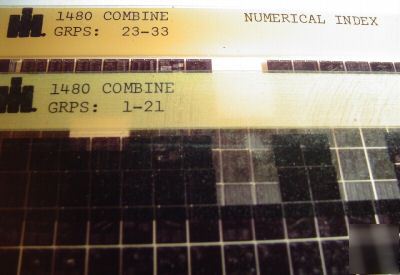 1480 COMBINE NUMERICAL INDEX
GRPS: 23-33
1480 COMBINE
GRPS: 1-21